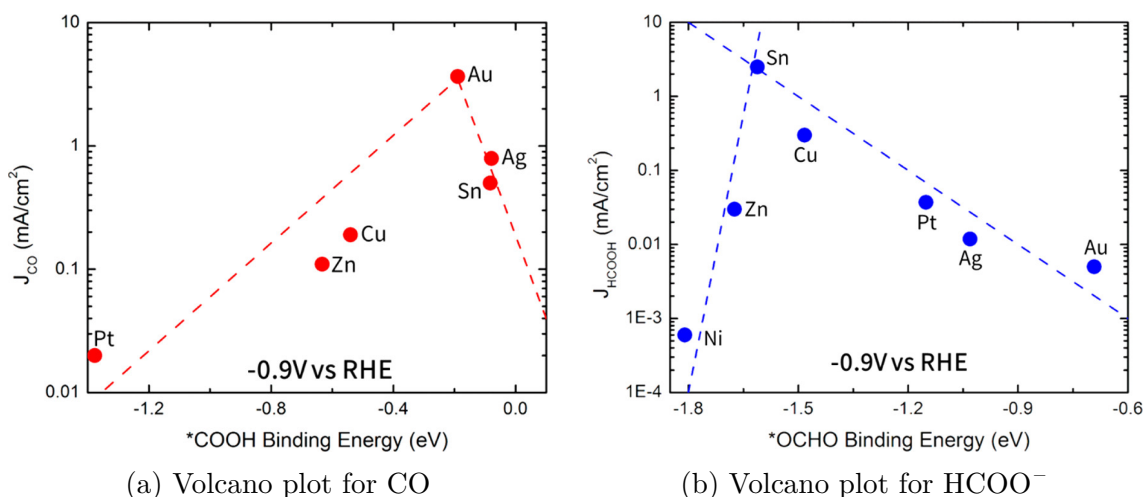 10
1
0.1
0.01
J_CO (mA/cm²)
Au
Ag
Sn
Cu
Zn
Pt
-0.9V vs RHE
-1.2 -0.8 -0.4 0.0
*COOH Binding Energy (eV)
(a) Volcano plot for CO
10
1
0.1
0.01
1E-3
1E-4
J_HCOOH (mA/cm²)
Sn
Cu
Zn
Pt
Ag
Au
Ni
-0.9V vs RHE
-1.8 -1.5 -1.2 -0.9 -0.6
*OCHO Binding Energy (eV)
(b) Volcano plot for HCOO⁻